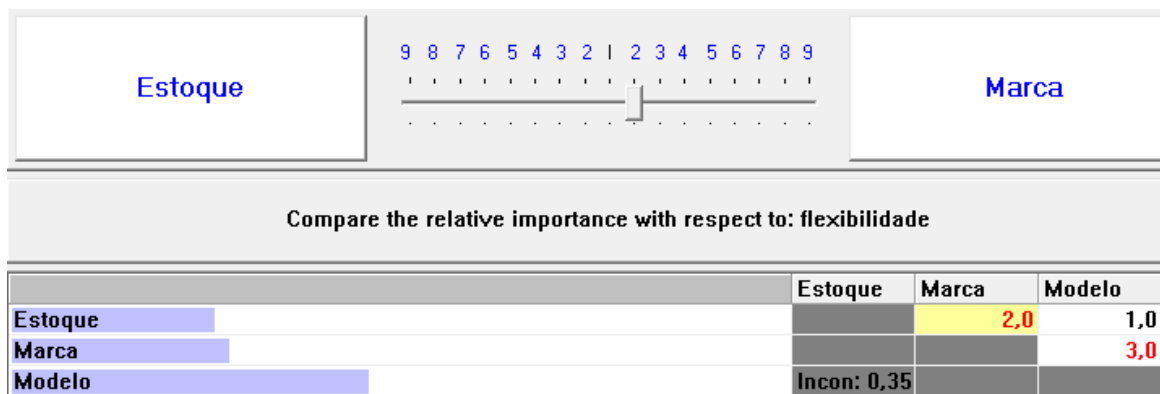 9 8 7 6 5 4 3 2 1 2 3 4 5 6 7 8 9
Estoque
Marca
Compare the relative importance with respect to: flexibilidade
Estoque Marca Modelo
Estoque 2,0 1,0
Marca 3,0
Modelo Incon: 0,35